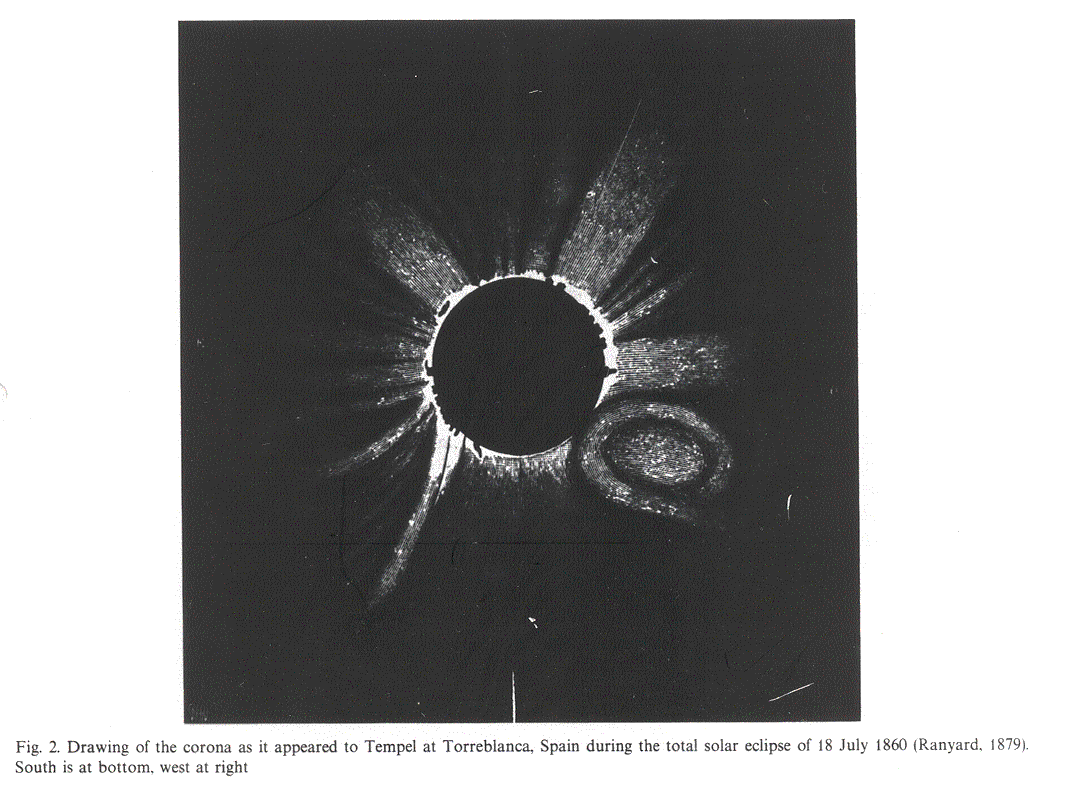 Fig. 2. Drawing of the corona as it appeared to Tempel at Torreblanca, Spain during the total solar eclipse of 18 July 1860 (Ranyard, 1879).
South is at bottom, west at right